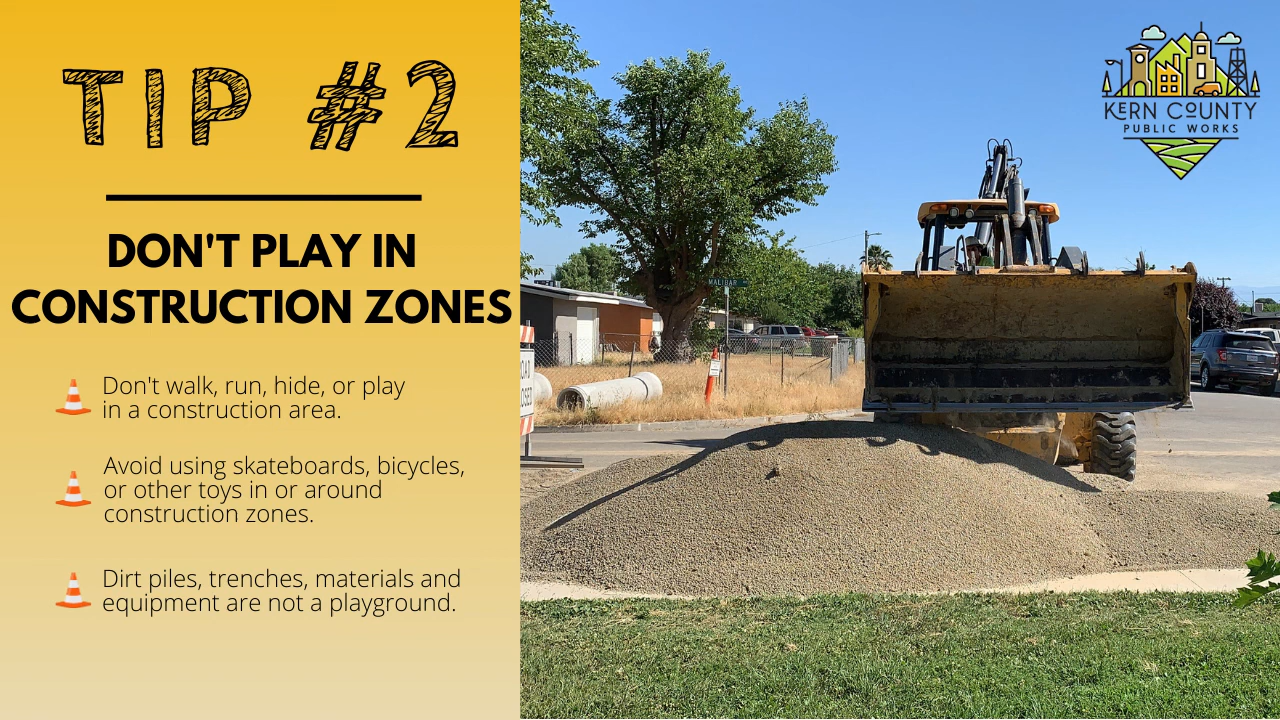 TIP #2
DON'T PLAY IN
CONSTRUCTION ZONES
Don't walk, run, hide, or play
in a construction area.
Avoid using skateboards, bicycles,
or other toys in or around
construction zones.
Dirt piles, trenches, materials and
equipment are not a playground.
KERN COUNTY
PUBLIC WORKS
MALIBAR